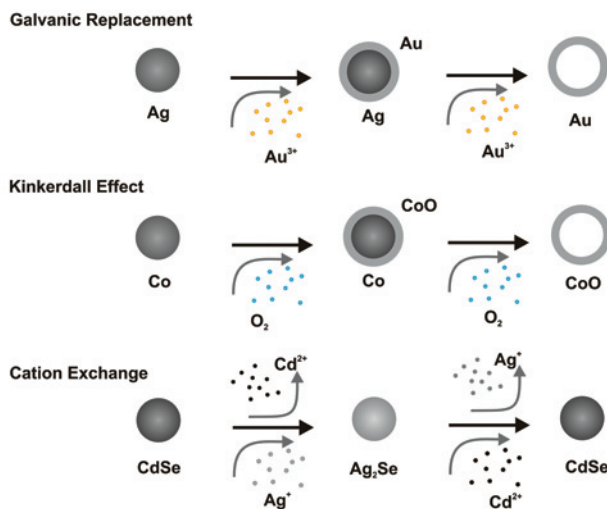 Galvanic Replacement
Au
Ag
Ag
Au
Au³⁺
Au³⁺
Kinkerdall Effect
CoO
Co
Co
CoO
O₂
O₂
Cation Exchange
Cd²⁺
Ag⁺
CdSe
Ag₂Se
CdSe
Ag⁺
Cd²⁺